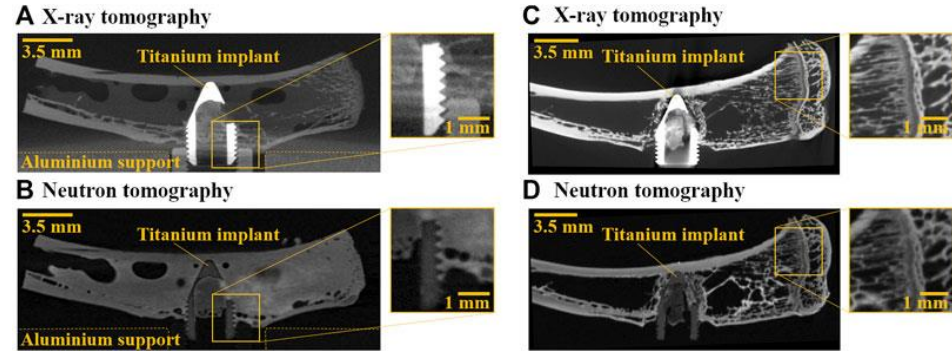 A X-ray tomography
3.5 mm
Titanium implant
1 mm
Aluminium support
B Neutron tomography
3.5 mm
Titanium implant
1 mm
Aluminium support
C X-ray tomography
3.5 mm
Titanium implant
1 mm
D Neutron tomography
3.5 mm
Titanium implant
1 mm